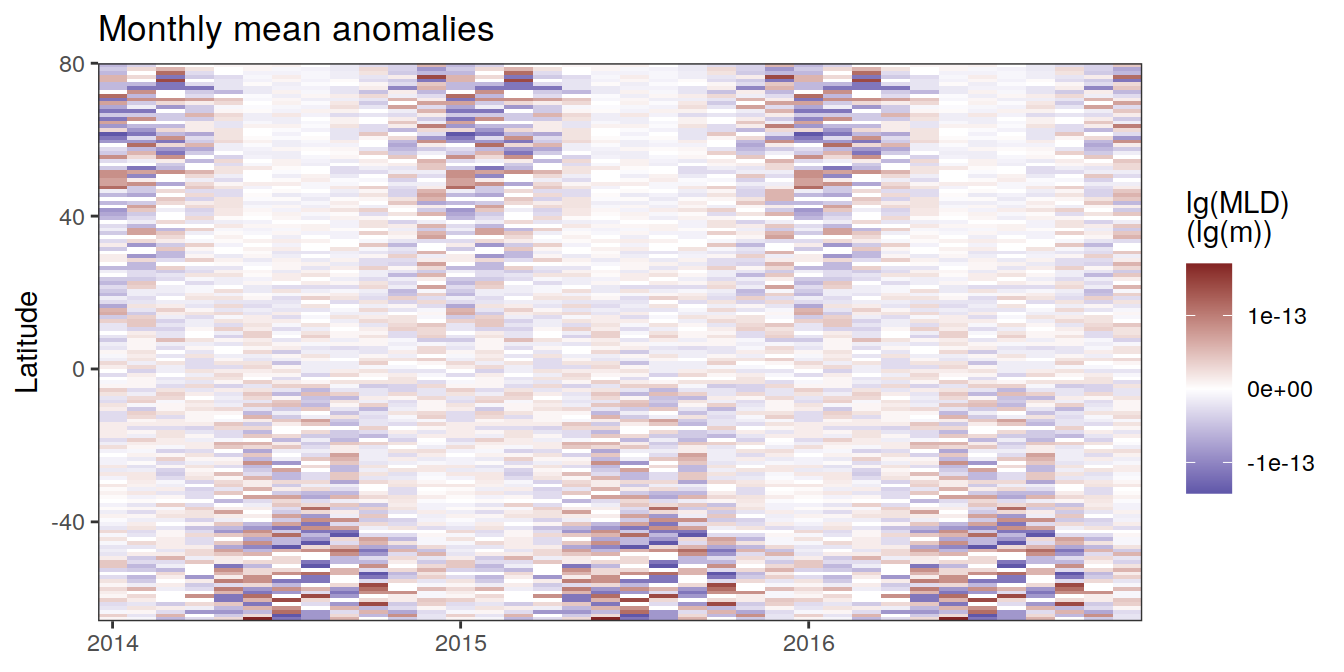 Monthly mean anomalies
80
40
0
-40
Latitude
2014
2015
2016
lg(MLD)
(lg(m))
1e-13
0e+00
-1e-13